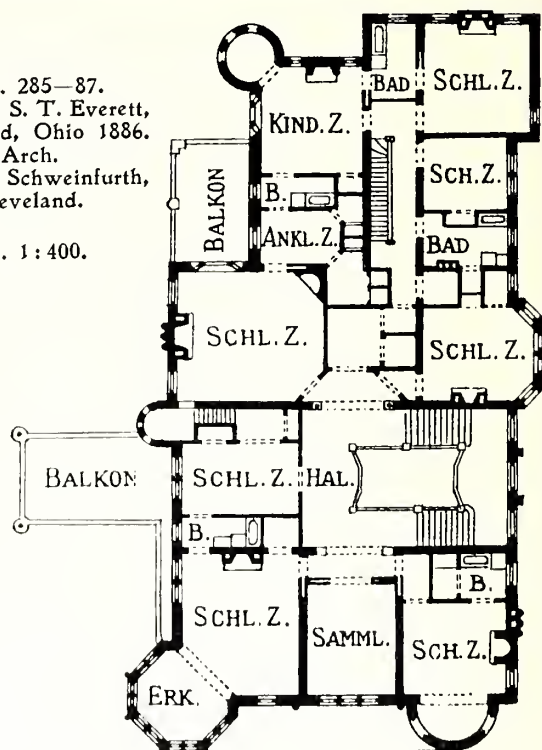 . 285—87.
S. T. Everett,
d, Ohio 1886.
Arch.
Schweinfurth,
eveland.
. 1:400.
BAD
SCHL. Z.
KIND. Z.
BALKON
B.
SCH. Z.
ANKL. Z.
BAD
SCHL. Z.
SCHL. Z.
BALKON
SCHL. Z.
HAL.
B.
B.
SCHL. Z.
SAMML.
SCH. Z.
ERK.